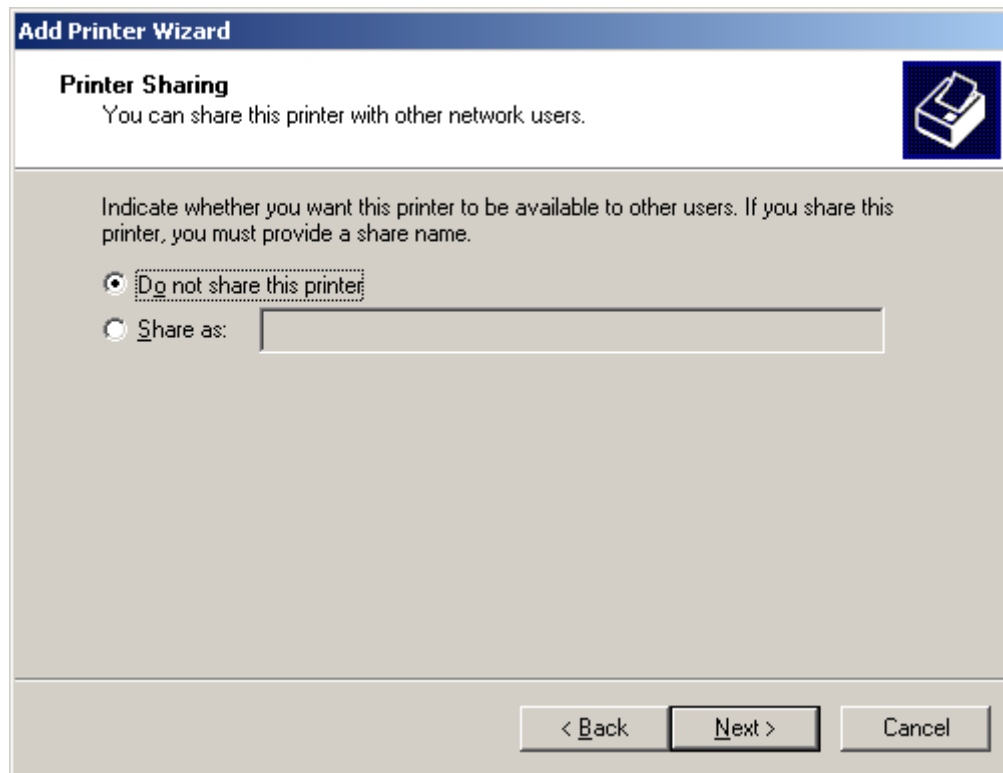 Add Printer Wizard
Printer Sharing
You can share this printer with other network users.
Indicate whether you want this printer to be available to other users. If you share this
printer, you must provide a share name.
Do not share this printer
Share as:
< Back
Next >
Cancel